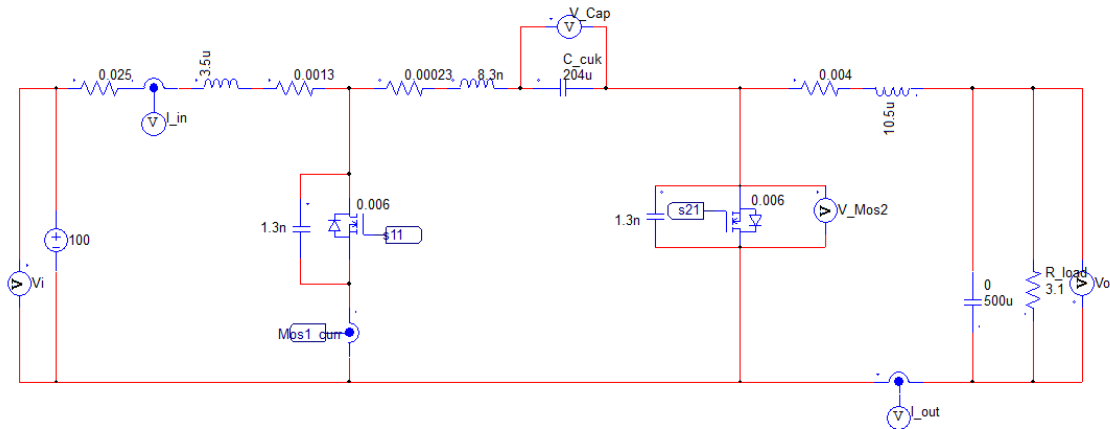 V_Cap
V
C_cuk
204u
0.025
3.5u
0.0013
0.00023
8.3n
0.004
10.5u
V
I_in
1.3n
0.006
s11
1.3n
s21
0.006
V
V_Mos2
100
V
Vi
0
500u
R_load
3.1
V
Vo
Mos1_curr
V
I_out